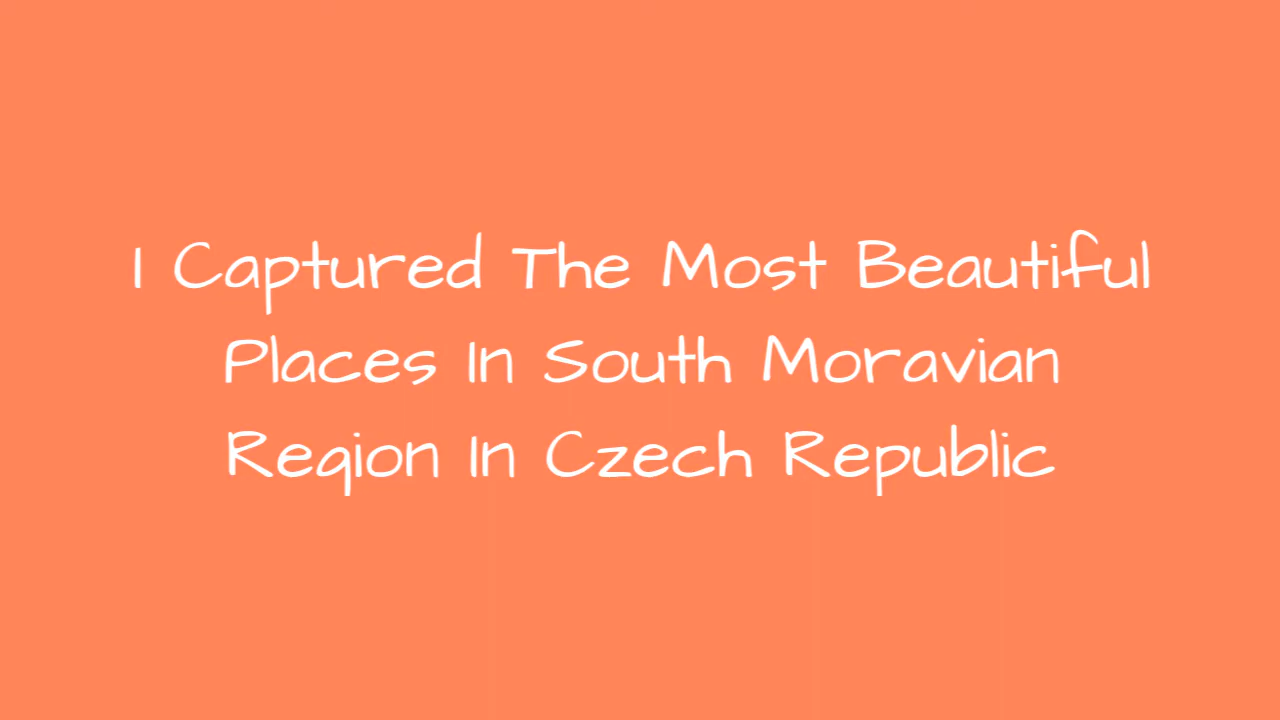 I Captured The Most Beautiful
Places In South Moravian
Region In Czech Republic